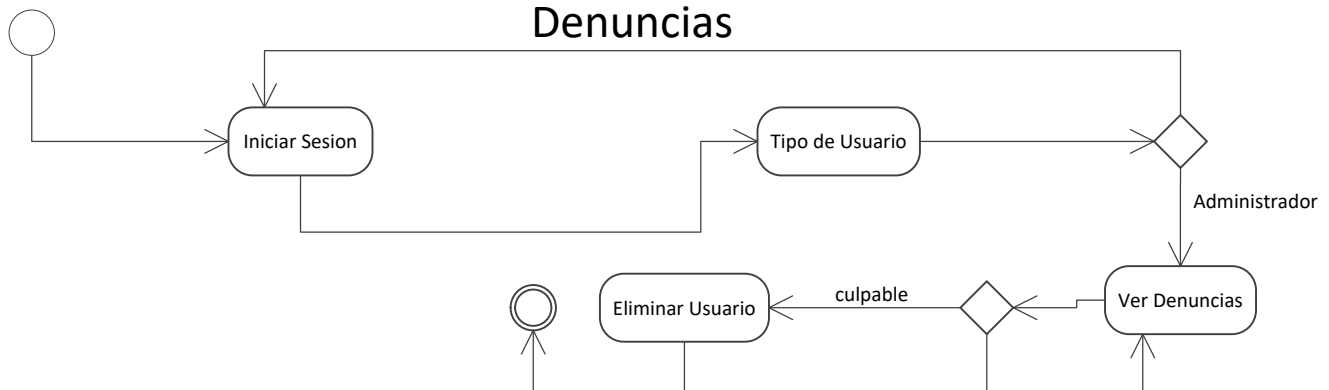 Denuncias
Iniciar Sesion
Tipo de Usuario
Administrador
Eliminar Usuario
culpable
Ver Denuncias